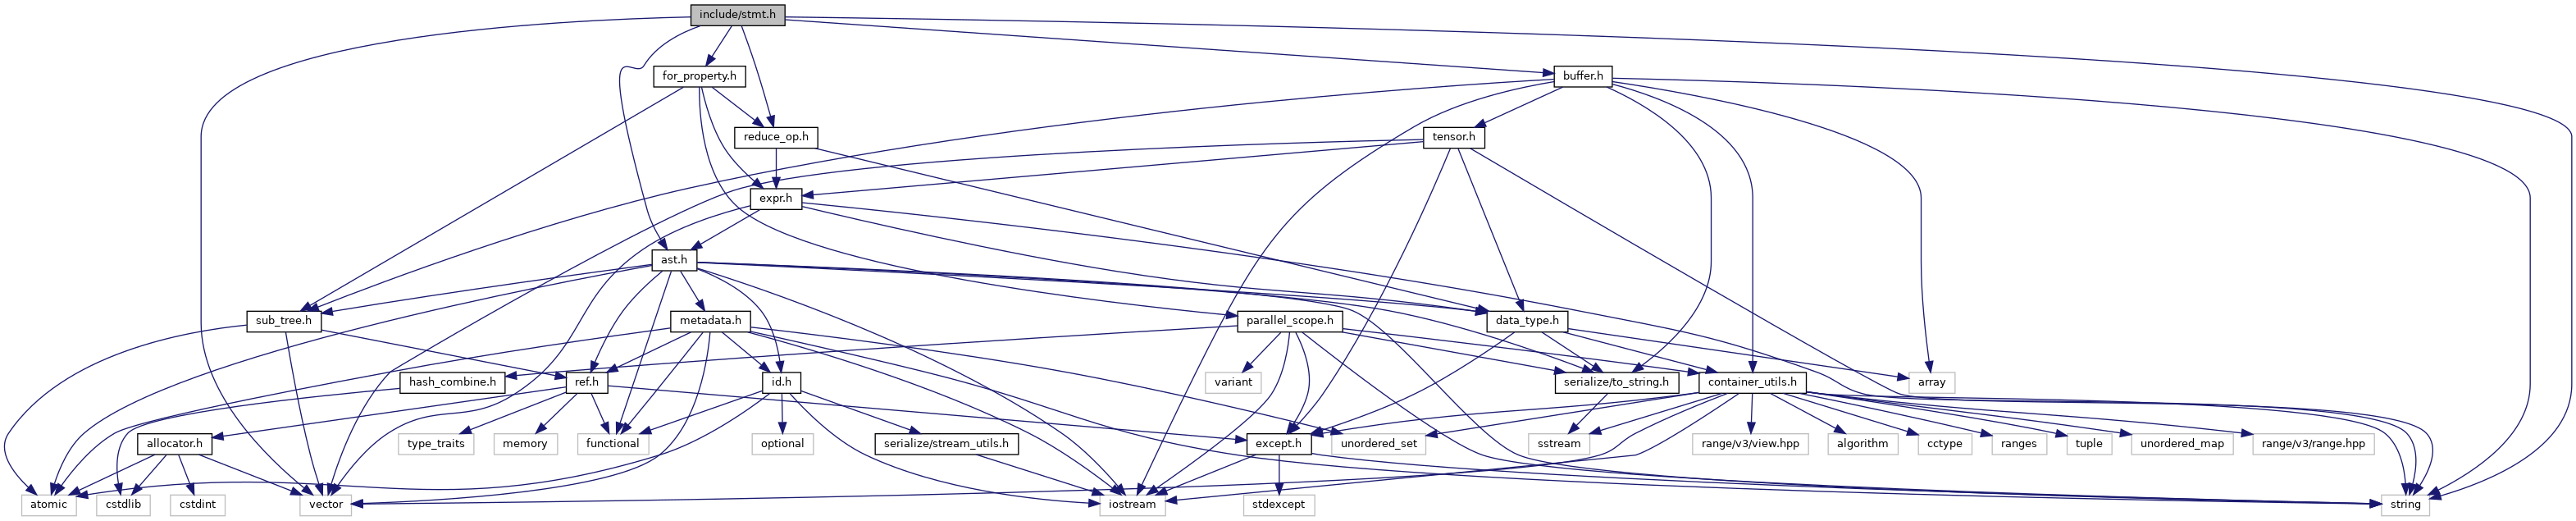 include/stmt.h
for_property.h
buffer.h
reduce_op.h
tensor.h
expr.h
ast.h
sub_tree.h
metadata.h
parallel_scope.h
data_type.h
hash_combine.h
ref.h
id.h
variant
serialize/to_string.h
container_utils.h
array
allocator.h
type_traits
memory
functional
optional
serialize/stream_utils.h
except.h
unordered_set
sstream
range/v3/view.hpp
algorithm
cctype
ranges
tuple
unordered_map
range/v3/range.hpp
atomic
cstdlib
cstdint
vector
iostream
stdexcept
string